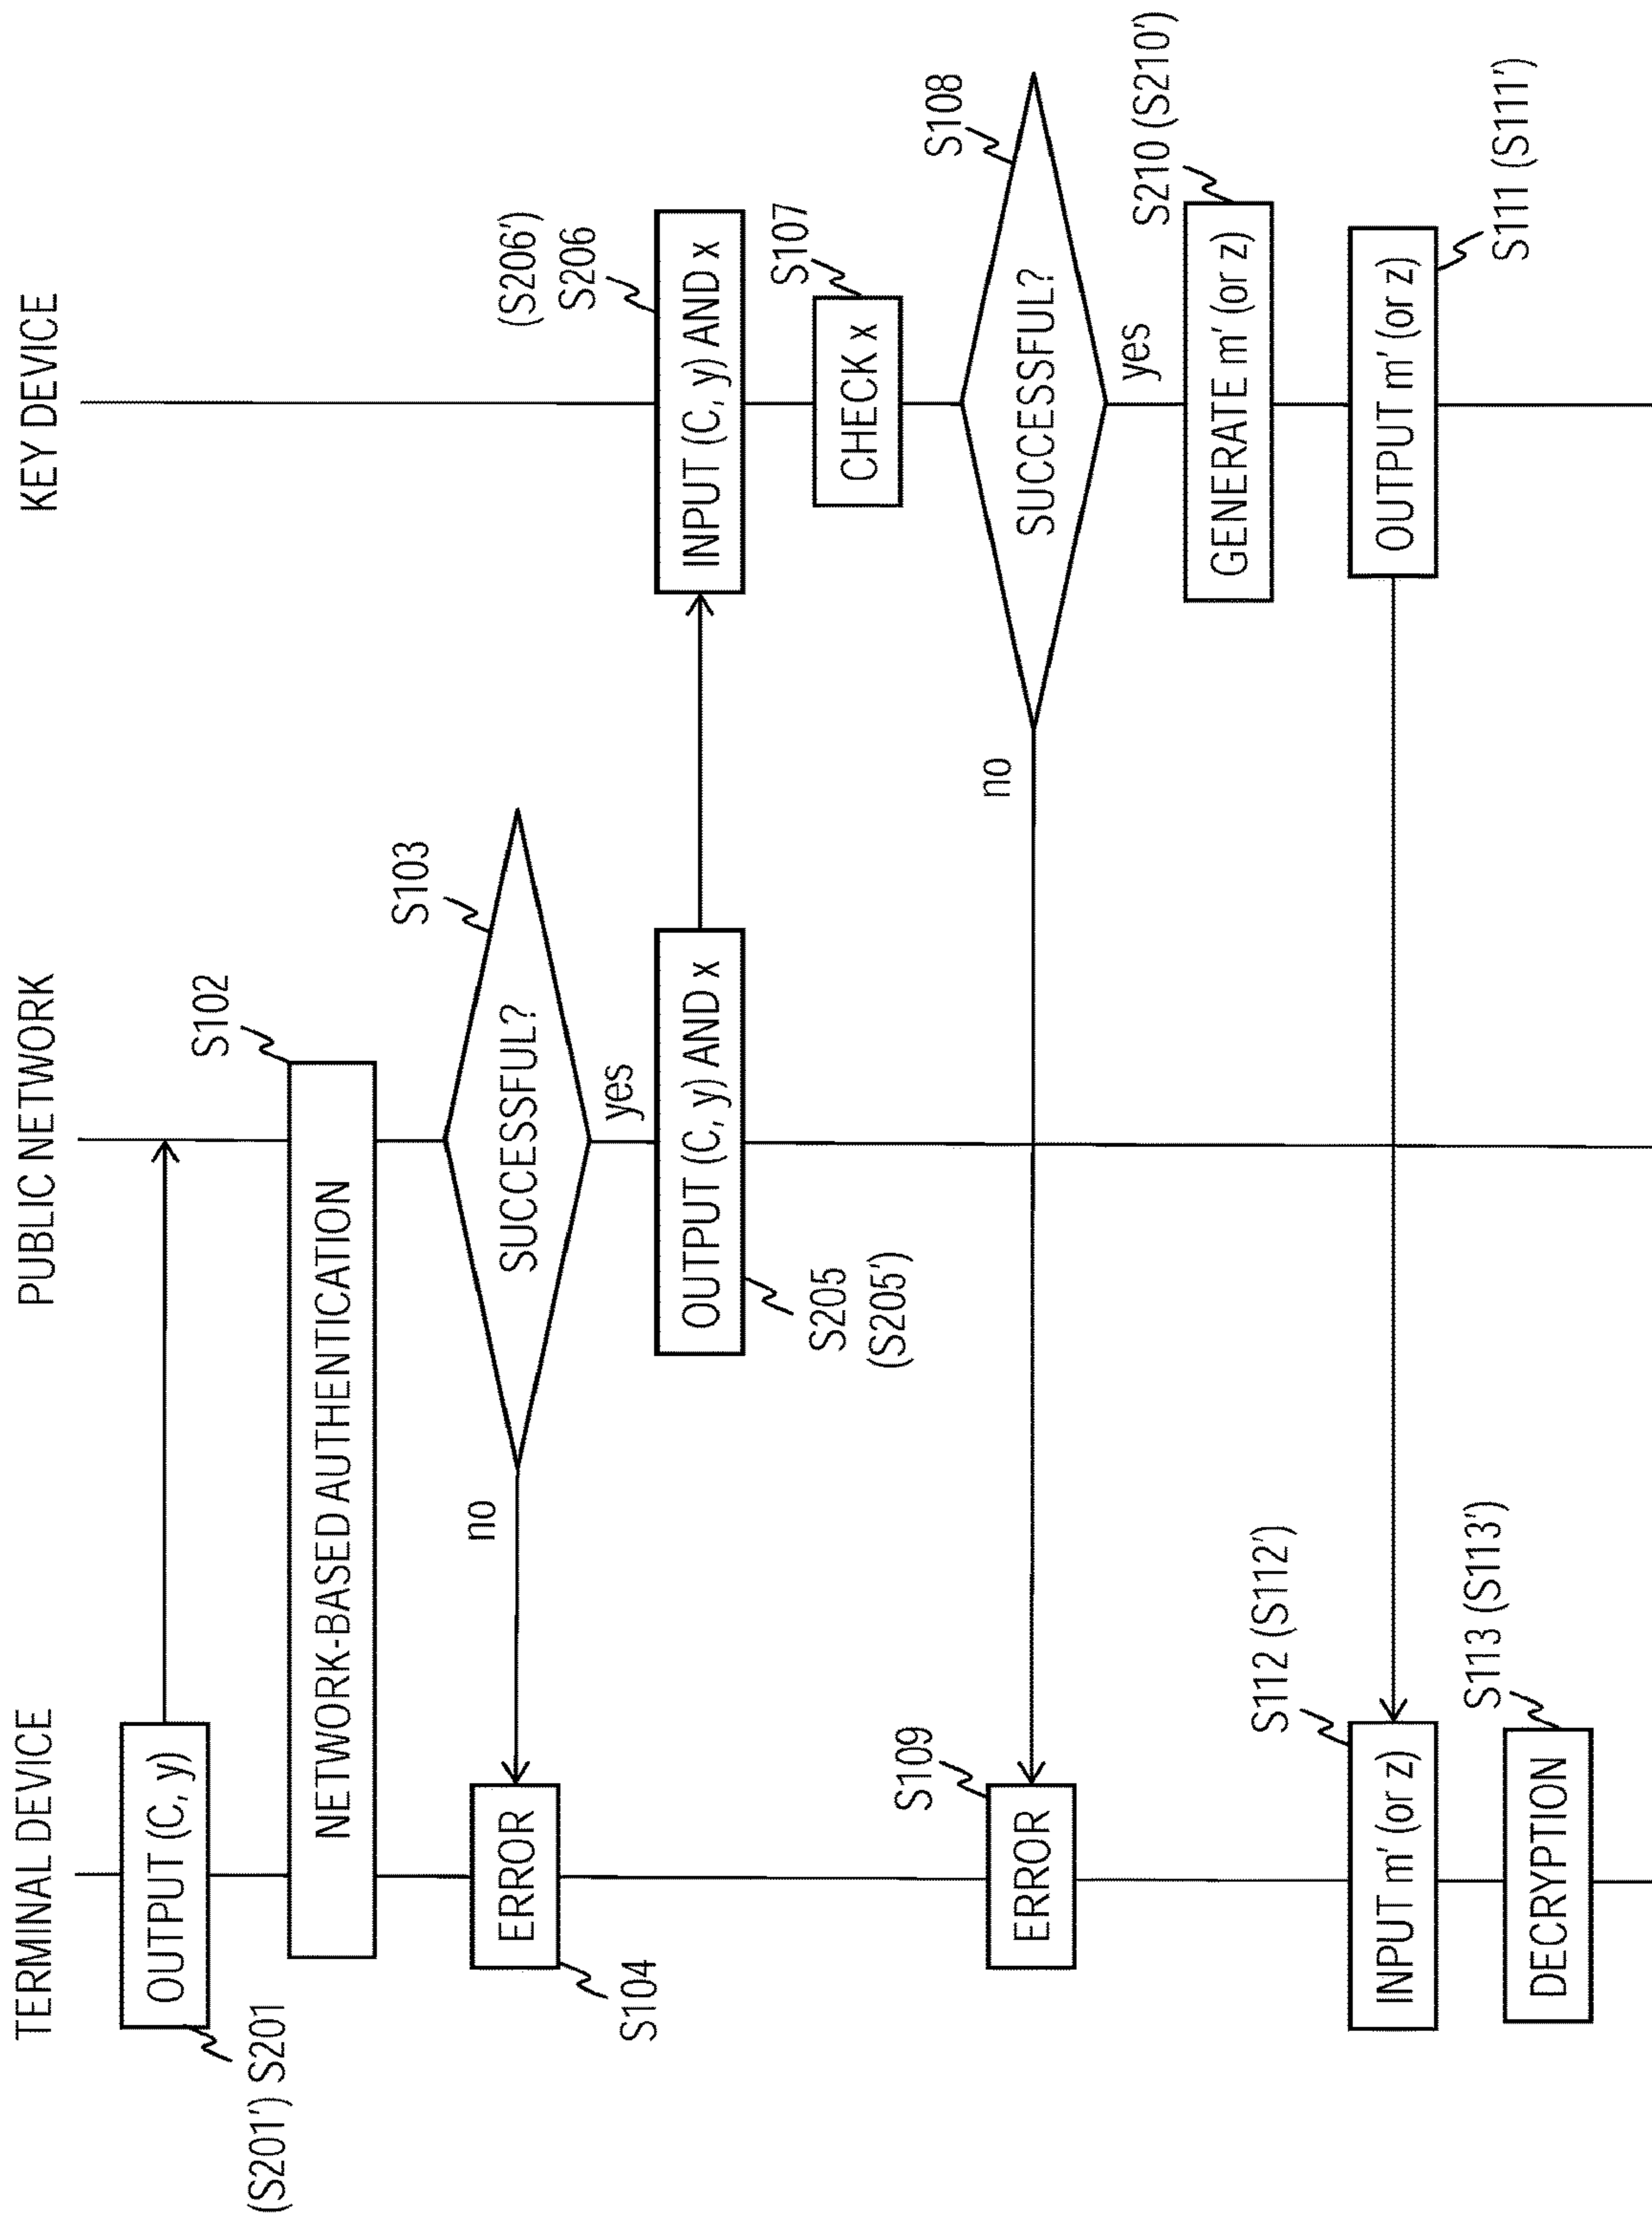 TERMINAL DEVICE
PUBLIC NETWORK
KEY DEVICE
OUTPUT (C, y)
(S201′) S201
NETWORK-BASED AUTHENTICATION
S102
SUCCESSFUL?
S103
no
yes
ERROR
S104
OUTPUT (C, y) AND x
S205
(S205′)
(S206′)
S206
INPUT (C, y) AND x
S107
CHECK x
S108
SUCCESSFUL?
no
yes
S109
ERROR
S210 (S210′)
GENERATE m′ (or z)
OUTPUT m′ (or z)
S111 (S111′)
S112 (S112′)
INPUT m′ (or z)
S113 (S113′)
DECRYPTION